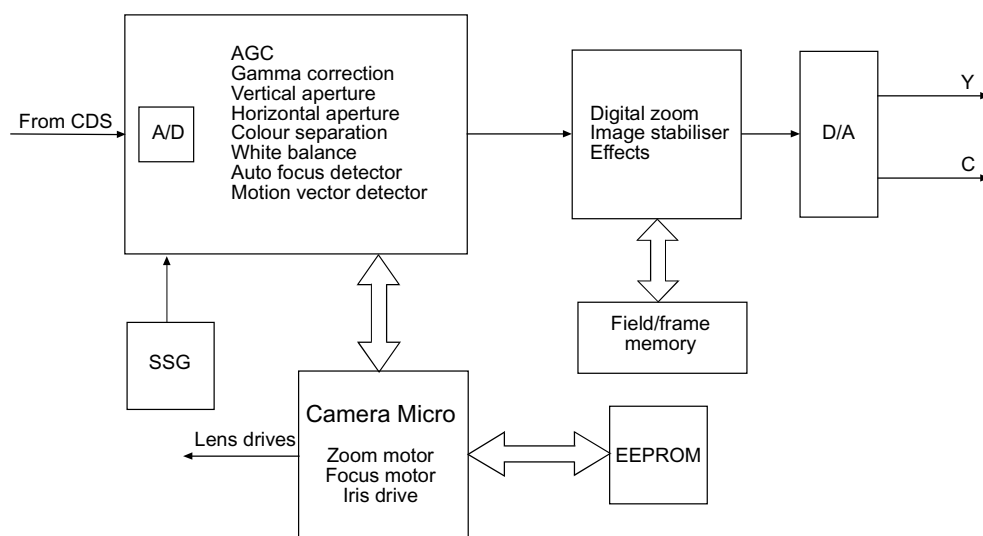 From CDS
A/D
AGC
Gamma correction
Vertical aperture
Horizontal aperture
Colour separation
White balance
Auto focus detector
Motion vector detector
Digital zoom
Image stabiliser
Effects
D/A
Y
C
SSG
Field/frame
memory
Camera Micro
Zoom motor
Focus motor
Iris drive
Lens drives
EEPROM